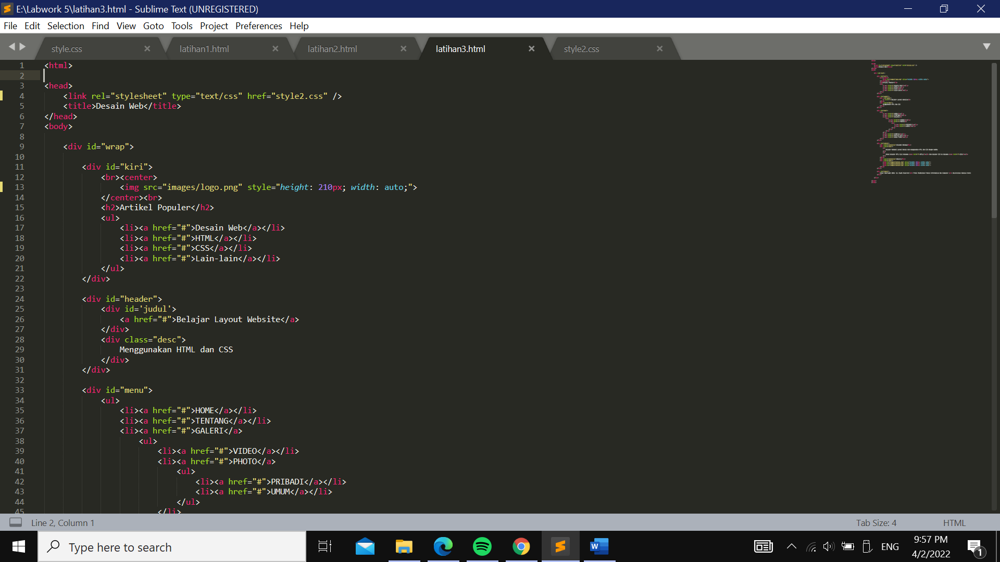 E:\Labwork 5\latihan3.html - Sublime Text (UNREGISTERED)
File Edit Selection Find View Goto Tools Project Preferences Help
style.css latihan1.html latihan2.html latihan3.html style2.css
1 <html>
2
3 <head>
4 <link rel="stylesheet" type="text/css" href="style2.css" />
5 <title>Desain Web</title>
6 </head>
7 <body>
8
9 <div id="wrap">
10
11 <div id="kiri">
12 <br><center>
13 <img src="images/logo.png" style="height: 210px; width: auto;">
14 </center><br>
15 <h2>Artikel Populer</h2>
16 <ul>
17 <li><a href="#">Desain Web</a></li>
18 <li><a href="#">HTML</a></li>
19 <li><a href="#">CSS</a></li>
20 <li><a href="#">Lain-lain</a></li>
21 </ul>
22 </div>
23
24 <div id="header">
25 <div id='judul'>
26 <a href="#">Belajar Layout Website</a>
27 </div>
28 <div class="desc">
29 Menggunakan HTML dan CSS
30 </div>
31 </div>
32
33 <div id="menu">
34 <ul>
35 <li><a href="#">HOME</a></li>
36 <li><a href="#">TENTANG</a></li>
37 <li><a href="#">GALERI</a>
38 <ul>
39 <li><a href="#">VIDEO</a></li>
40 <li><a href="#">PHOTO</a>
41 <ul>
42 <li><a href="#">PRIBADI</a></li>
43 <li><a href="#">UMUM</a></li>
44 </ul>
45 </li>
Line 2, Column 1 Tab Size: 4 HTML
Type here to search
W
ENG
9:57 PM
4/2/2022
1